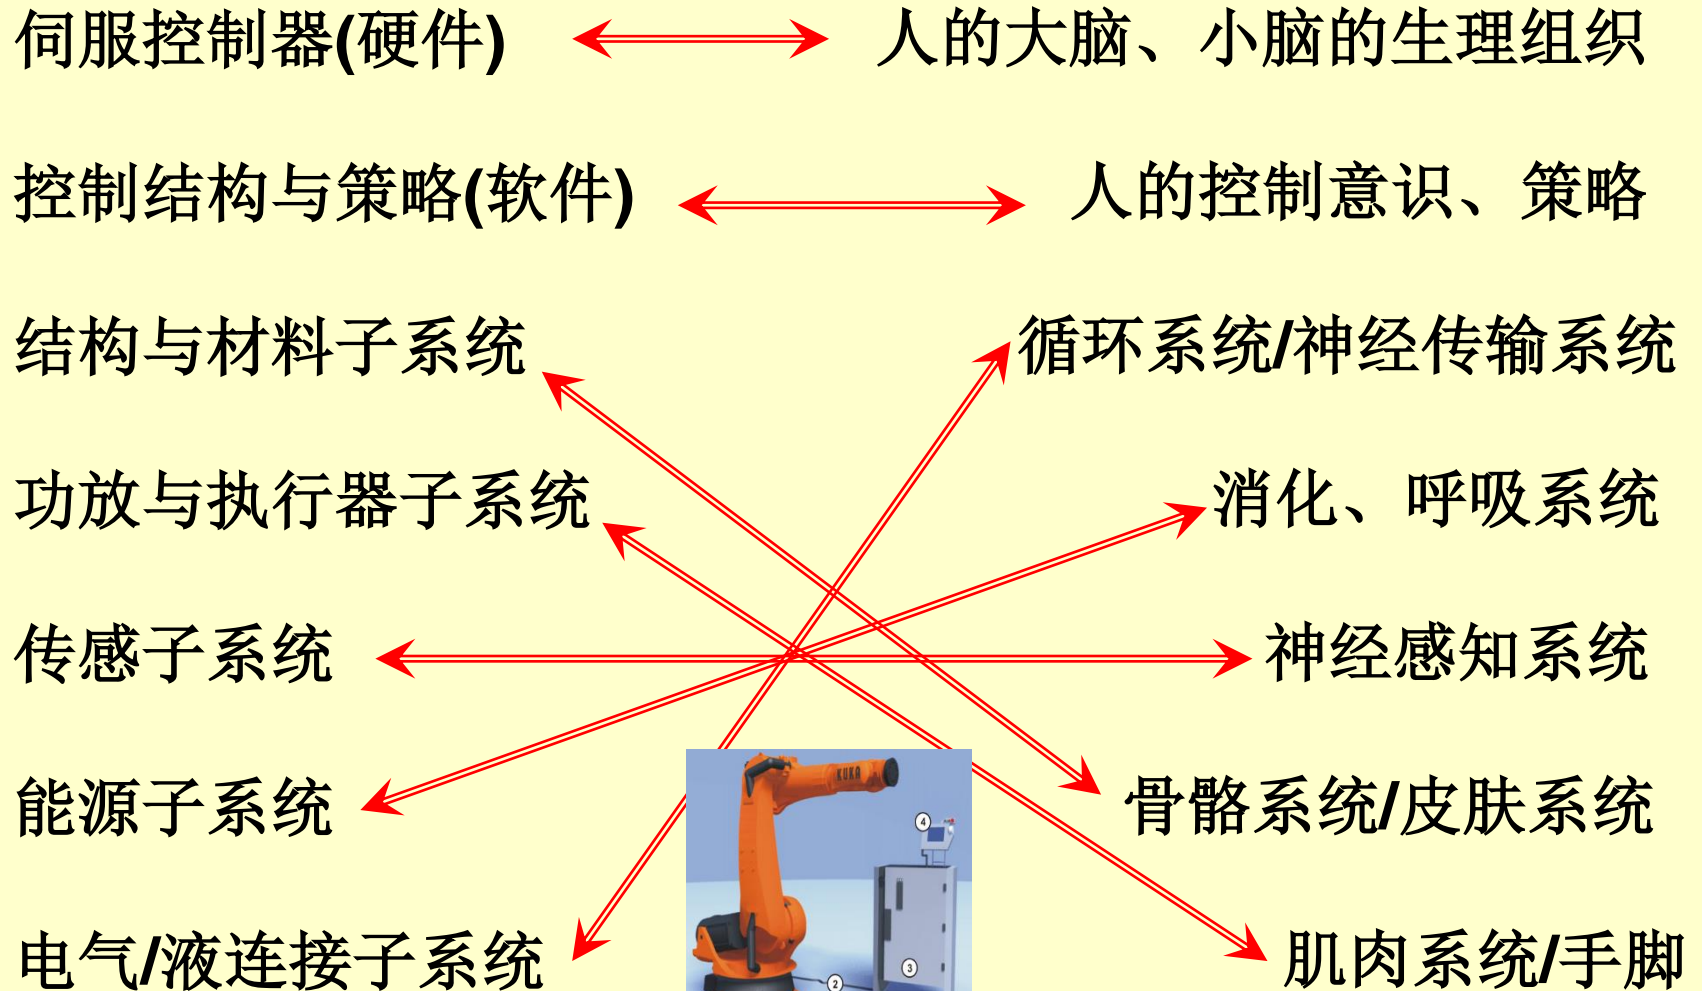 伺服控制器(硬件) 人的大脑、小脑的生理组织
控制结构与策略(软件) 人的控制意识、策略
结构与材料子系统 循环系统/神经传输系统
功放与执行器子系统 消化、呼吸系统
传感子系统 神经感知系统
能源子系统 骨骼系统/皮肤系统
电气/液连接子系统 肌肉系统/手脚
KUKA
4
3
2